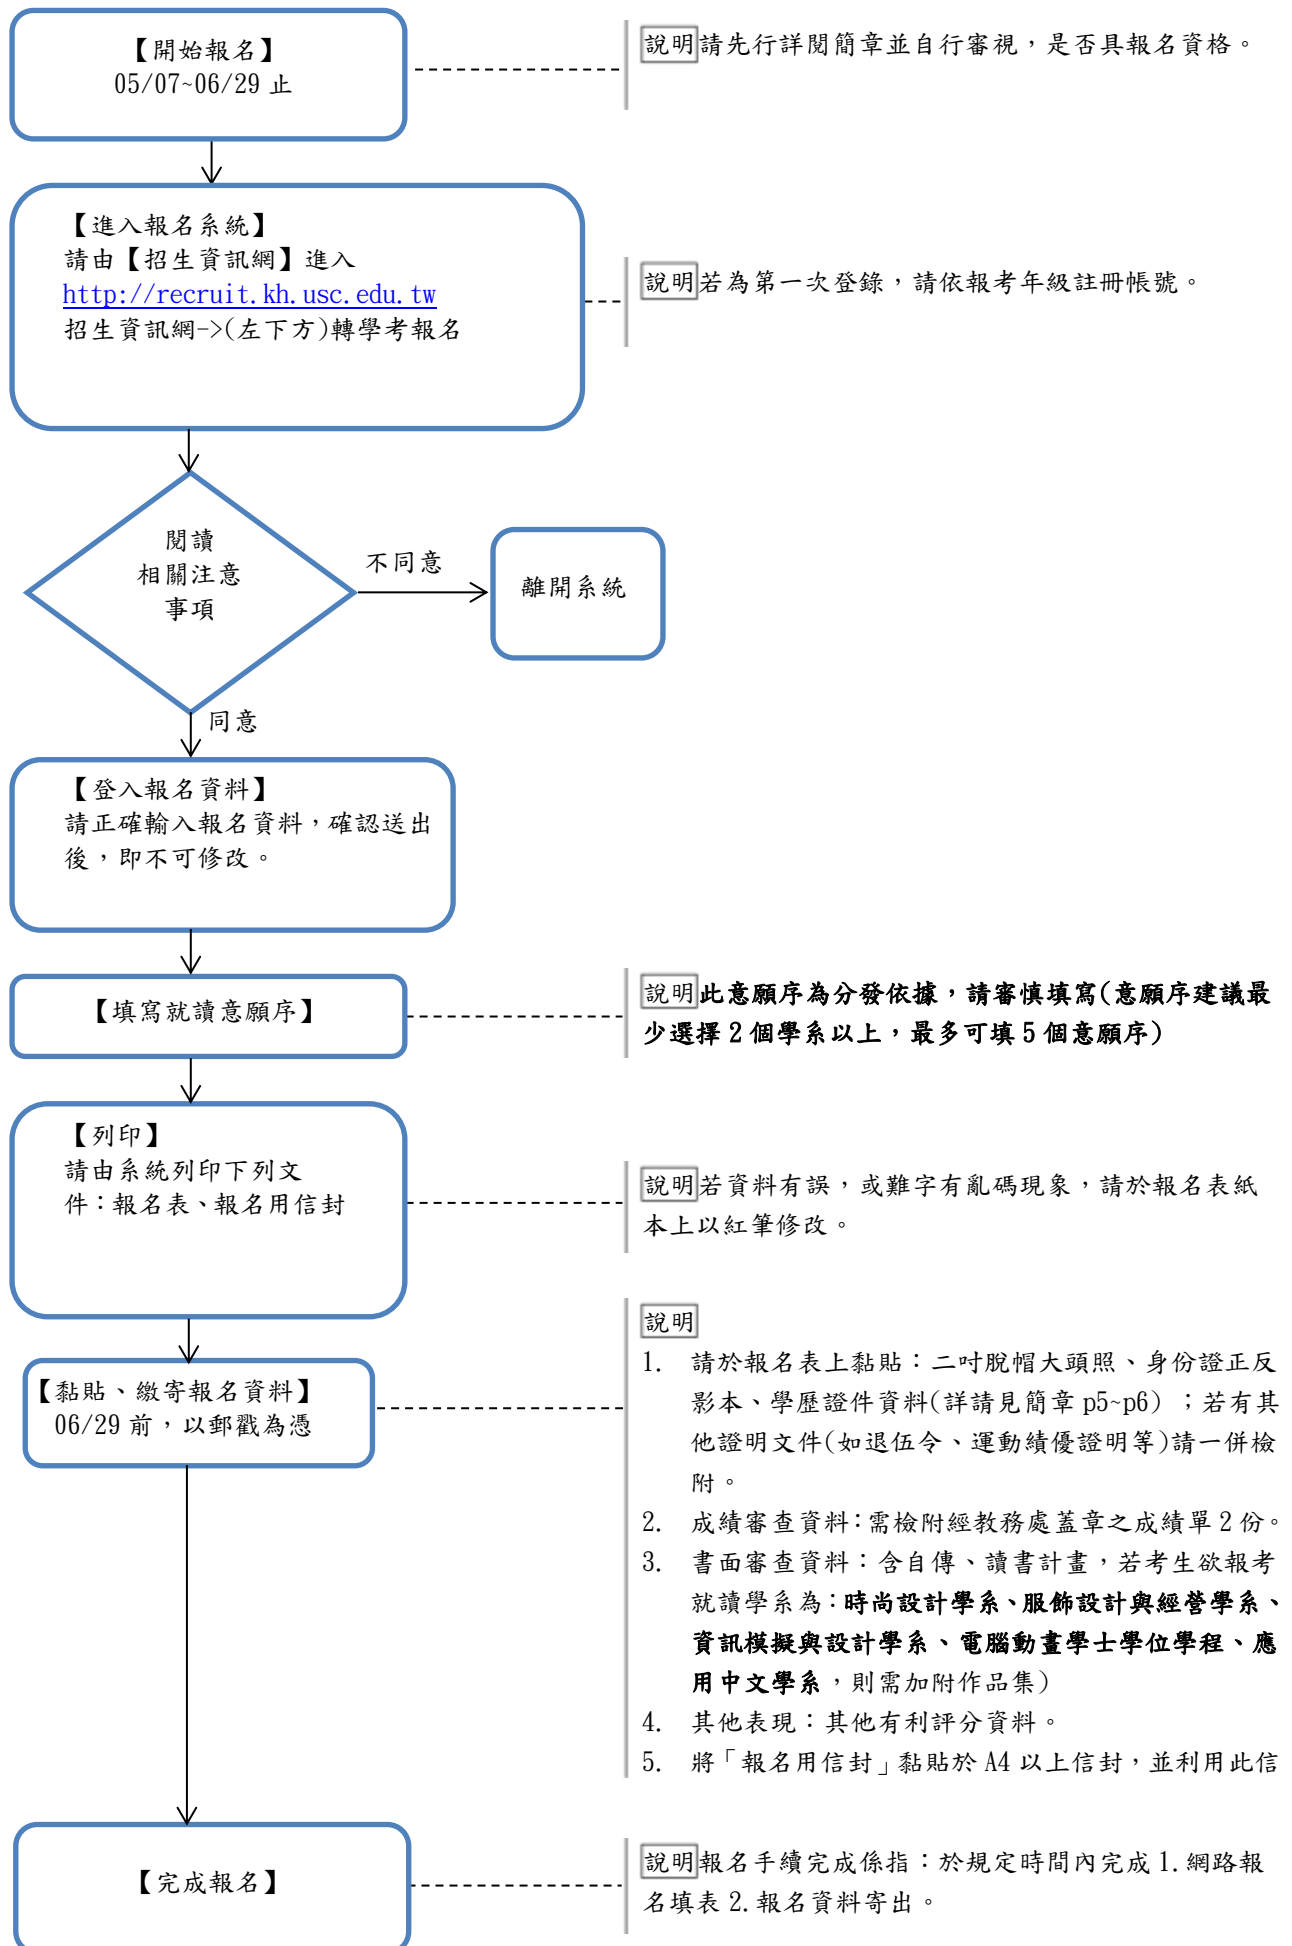 【開始報名】
05/07~06/29 止
說明請先行詳閱簡章並自行審視，是否具報名資格。
【進入報名系統】
請由【招生資訊網】進入
http://recruit.kh.usc.edu.tw
招生資訊網->(左下方)轉學考報名
說明若為第一次登錄，請依報考年級註冊帳號。
閱讀
相關注意
事項
不同意
離開系統
同意
【登入報名資料】
請正確輸入報名資料，確認送出
後，即不可修改。
【填寫就讀意願序】
說明此意願序為分發依據，請審慎填寫(意願序建議最
少選擇 2 個學系以上，最多可填 5 個意願序)
【列印】
請由系統列印下列文
件：報名表、報名用信封
說明若資料有誤，或難字有亂碼現象，請於報名表紙
本上以紅筆修改。
【黏貼、繳寄報名資料】
06/29 前，以郵戳為憑
說明
1. 請於報名表上黏貼：二吋脫帽大頭照、身份證正反
影本、學歷證件資料(詳請見簡章 p5~p6) ；若有其
他證明文件(如退伍令、運動績優證明等)請一併檢
附。
2. 成績審查資料：需檢附經教務處蓋章之成績單 2 份。
3. 書面審查資料：含自傳、讀書計畫，若考生欲報考
就讀學系為：時尚設計學系、服飾設計與經營學系、
資訊模擬與設計學系、電腦動畫學士學位學程、應
用中文學系，則需加附作品集)
4. 其他表現：其他有利評分資料。
5. 將「報名用信封」黏貼於 A4 以上信封，並利用此信
【完成報名】
說明報名手續完成係指：於規定時間內完成 1.網路報
名填表 2.報名資料寄出。